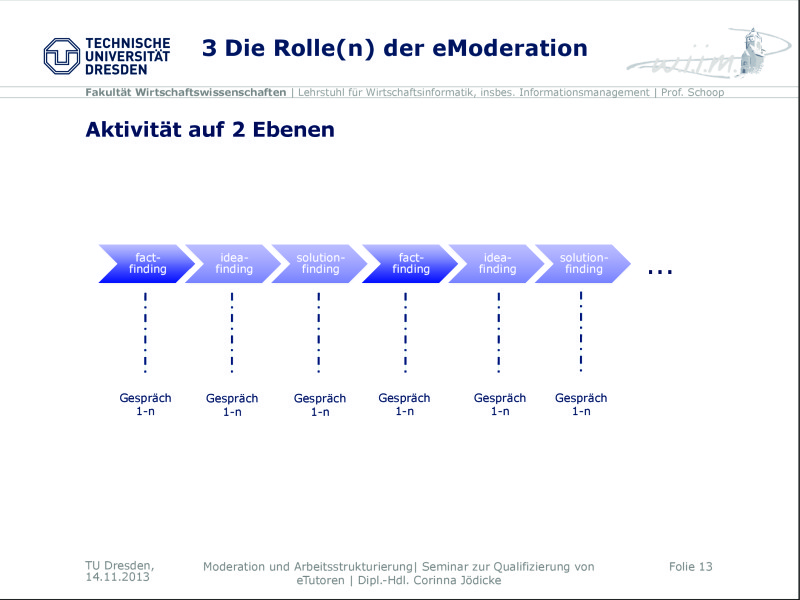 TECHNISCHE
UNIVERSITÄT
DRESDEN
3 Die Rolle(n) der eModeration
wiim
Fakultät Wirtschaftswissenschaften | Lehrstuhl für Wirtschaftsinformatik, insbes. Informationsmanagement | Prof. Schoop
Aktivität auf 2 Ebenen
fact-
finding
idea-
finding
solution-
finding
fact-
finding
idea-
finding
solution-
finding
...
Gespräch
1-n
Gespräch
1-n
Gespräch
1-n
Gespräch
1-n
Gespräch
1-n
Gespräch
1-n
TU Dresden,
14.11.2013
Moderation und Arbeitsstrukturierung| Seminar zur Qualifizierung von
eTutoren | Dipl.-Hdl. Corinna Jödicke
Folie 13